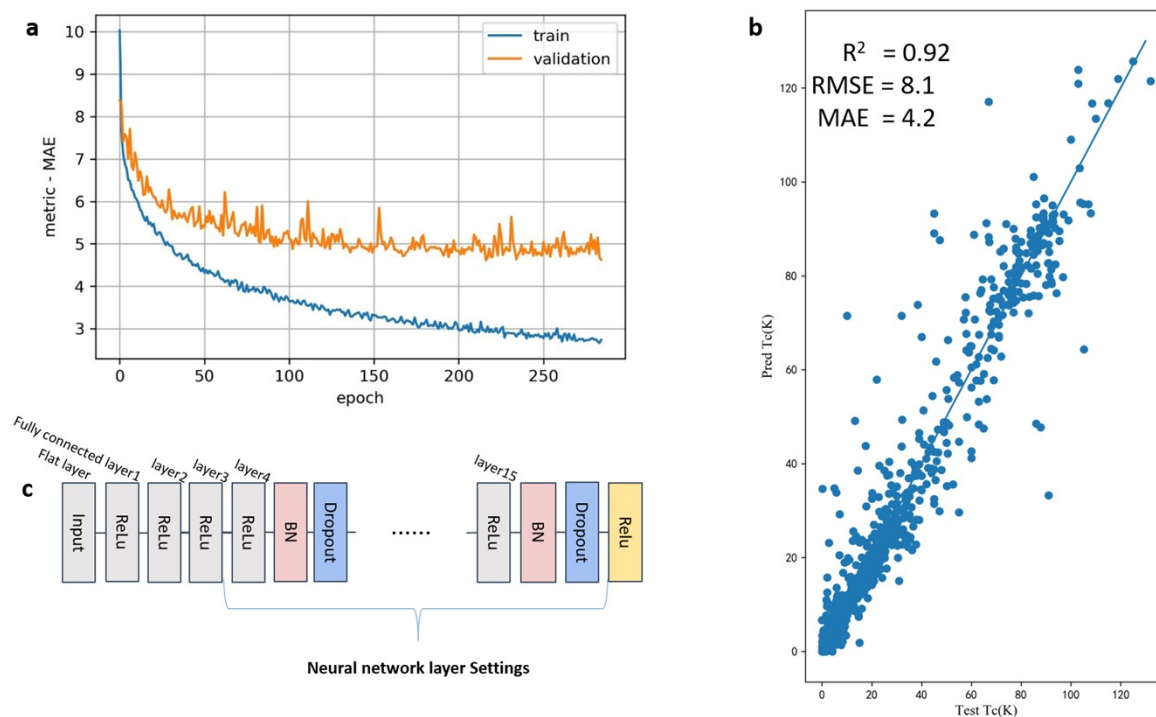 a
10
9
8
7
6
5
4
3
metric - MAE
train
validation
0
50
100
150
200
250
epoch
b
R² = 0.92
RMSE = 8.1
MAE = 4.2
120
100
80
60
40
20
0
Pred Tc(K)
0
20
40
60
80
100
120
Test Tc(K)
c
Flat layer
Fully connected layer1
layer2
layer3
layer4
layer15
Input
ReLu
ReLu
ReLu
ReLu
BN
Dropout
......
ReLu
BN
Dropout
Relu
Neural network layer Settings